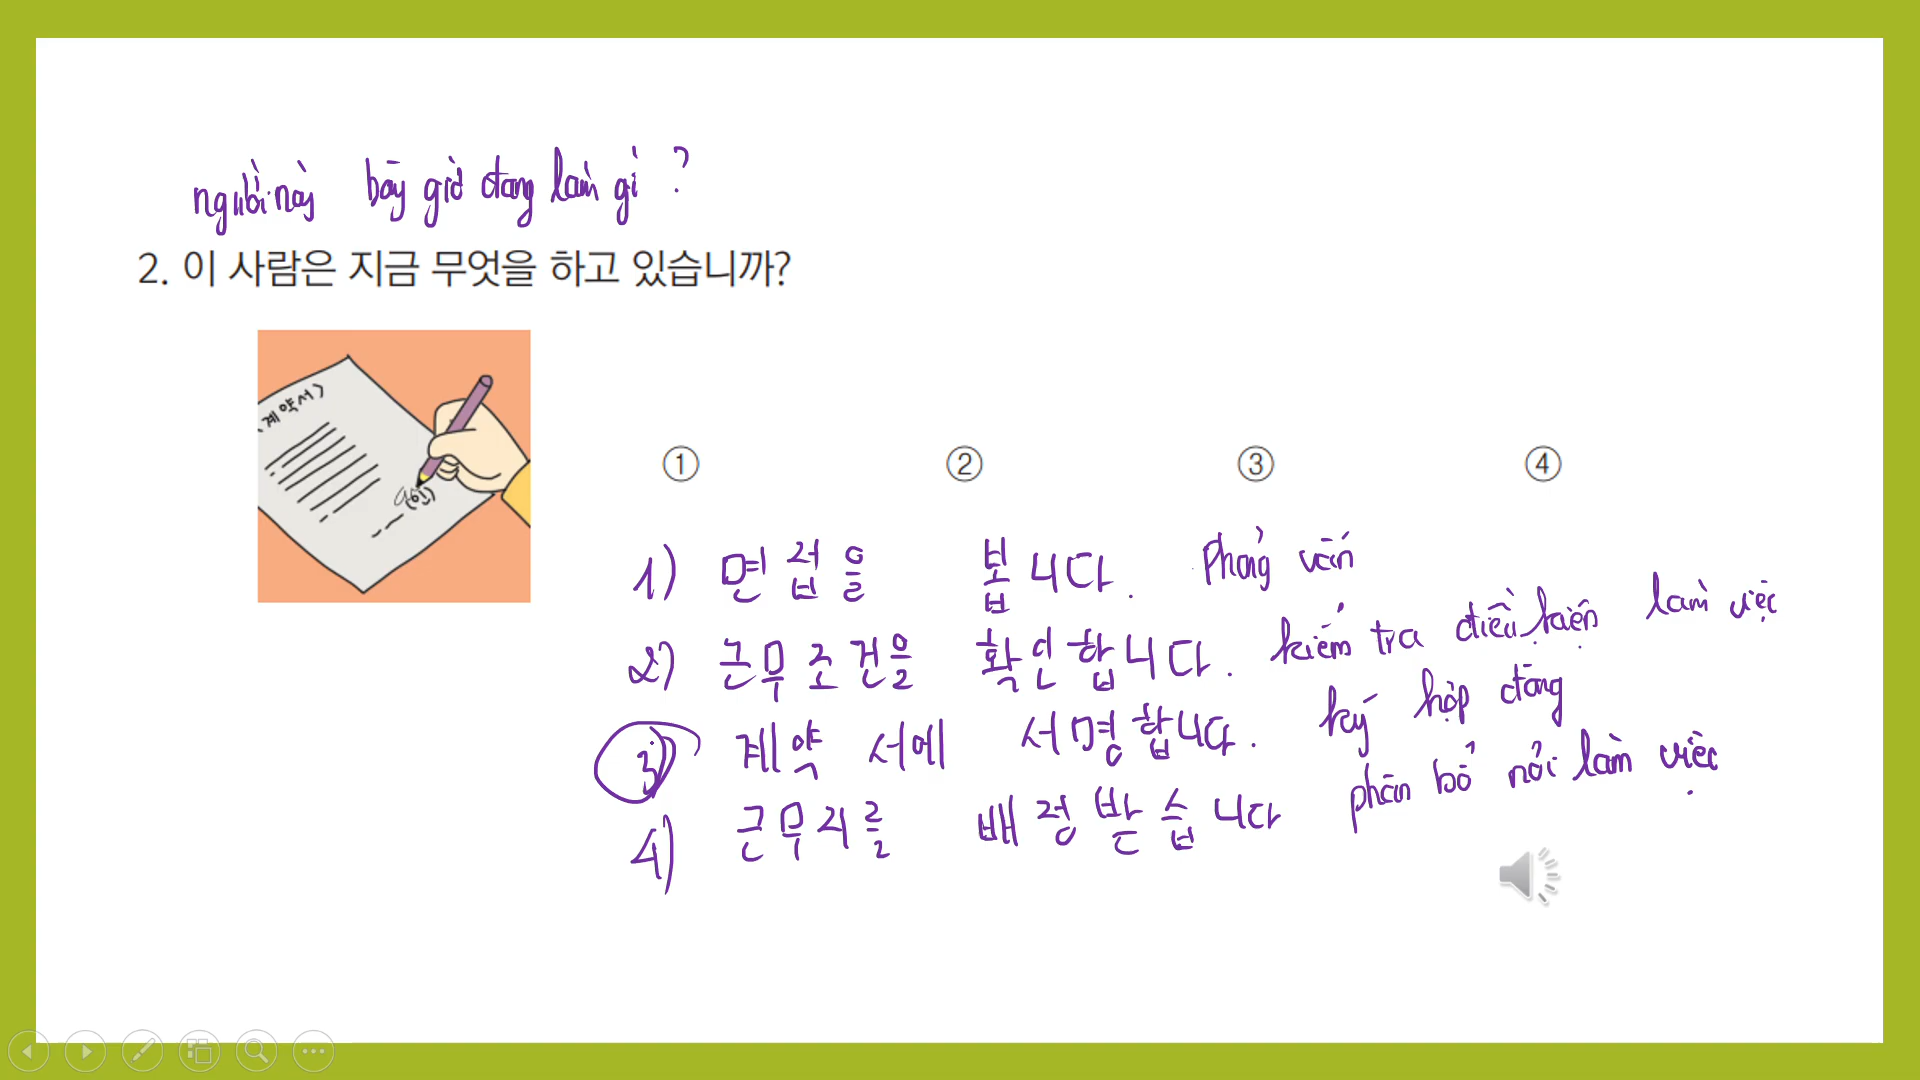 người này bây giờ đang làm gì ?
2. 이 사람은 지금 무엇을 하고 있습니까?
계약서)
(인)
① ② ③ ④
1) 면접을 봅니다. Phỏng vấn
2) 근무조건을 확인합니다. kiểm tra điều kiện làm việc
3) 계약서에 서명합니다. ký hợp đồng
4) 근무지를 배정받습니다 phân bổ nơi làm việc